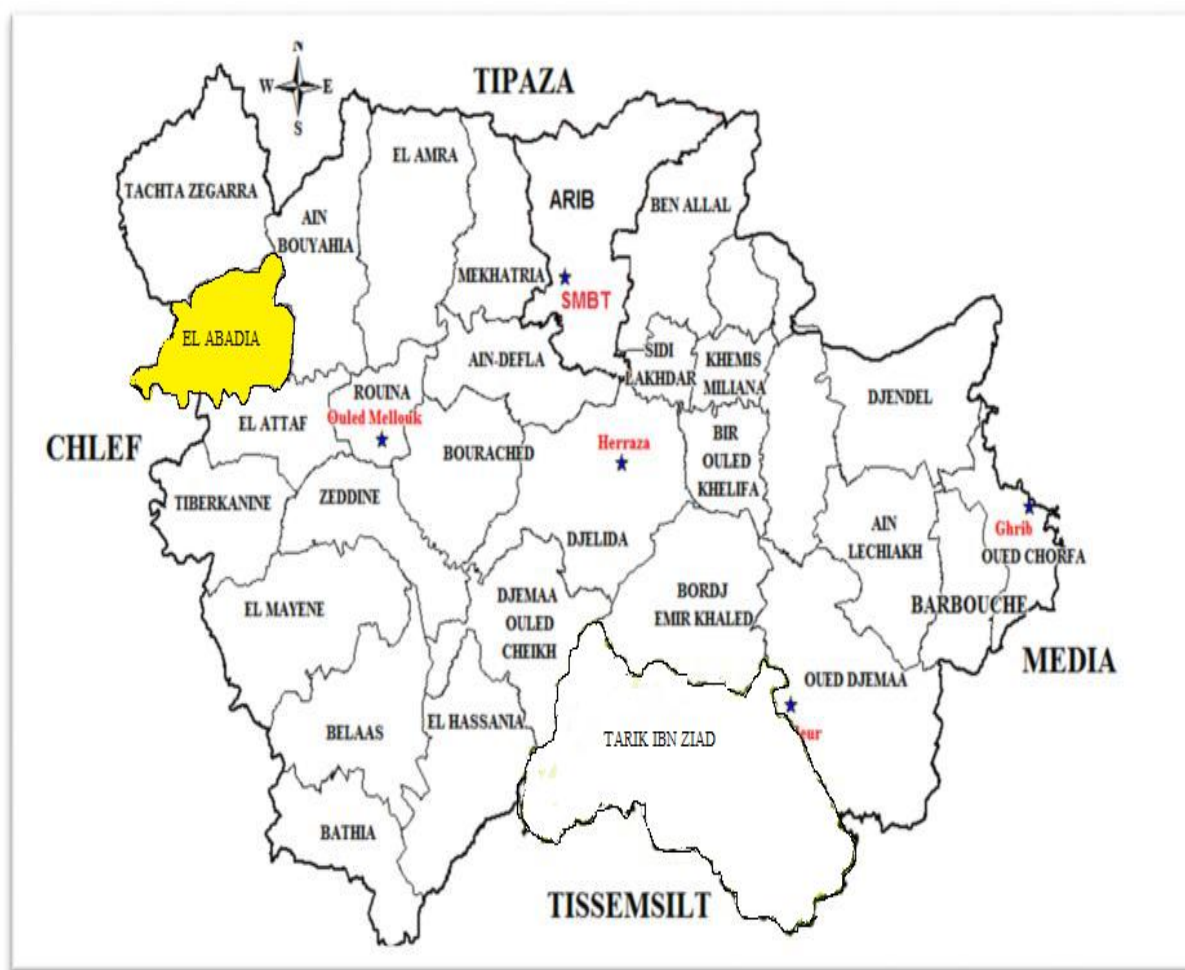 N
W E
S
TIPAZA
EL AMRA
TACHTA ZEGARRA
ARIB
BEN ALLAL
AIN
BOUYAHIA
MEKHATRIA
SMBT
EL ABADIA
AIN-DEFLA
SIDI
LAKHDAR
KHEMIS
MILIANA
ROUINA
Ouled Mellouk
DJENDEL
EL ATTAF
CHLEF
BOURACHED
Herraza
BIR
OULED
KHELIFA
TIBERKANINE
ZEDDINE
AIN
LECHIAKH
Ghrib
OUED CHORFA
DJELIDA
EL MAYENE
DJEMAA
OULED
CHEIKH
BORDJ
EMIR KHALED
BARBOUCHE
MEDIA
OUED DJEMAA
BELAAS
EL HASSANIA
TARIK IBN ZIAD
BATHIA
TISSEMSILT